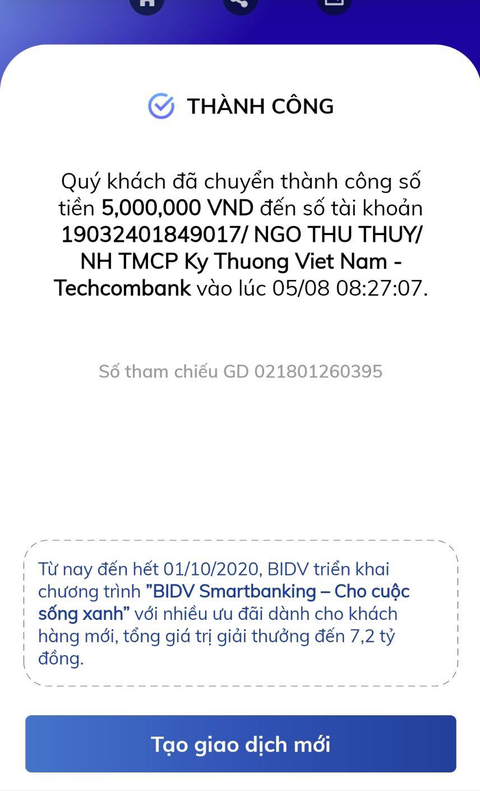 THÀNH CÔNG
Quý khách đã chuyển thành công số
tiền 5,000,000 VND đến số tài khoản
19032401849017/ NGO THU THUY/
NH TMCP Ky Thuong Viet Nam -
Techcombank vào lúc 05/08 08:27:07.
Số tham chiếu GD 021801260395
Từ nay đến hết 01/10/2020, BIDV triển khai
chương trình "BIDV Smartbanking – Cho cuộc
sống xanh" với nhiều ưu đãi dành cho khách
hàng mới, tổng giá trị giải thưởng đến 7,2 tỷ
đồng.
Tạo giao dịch mới